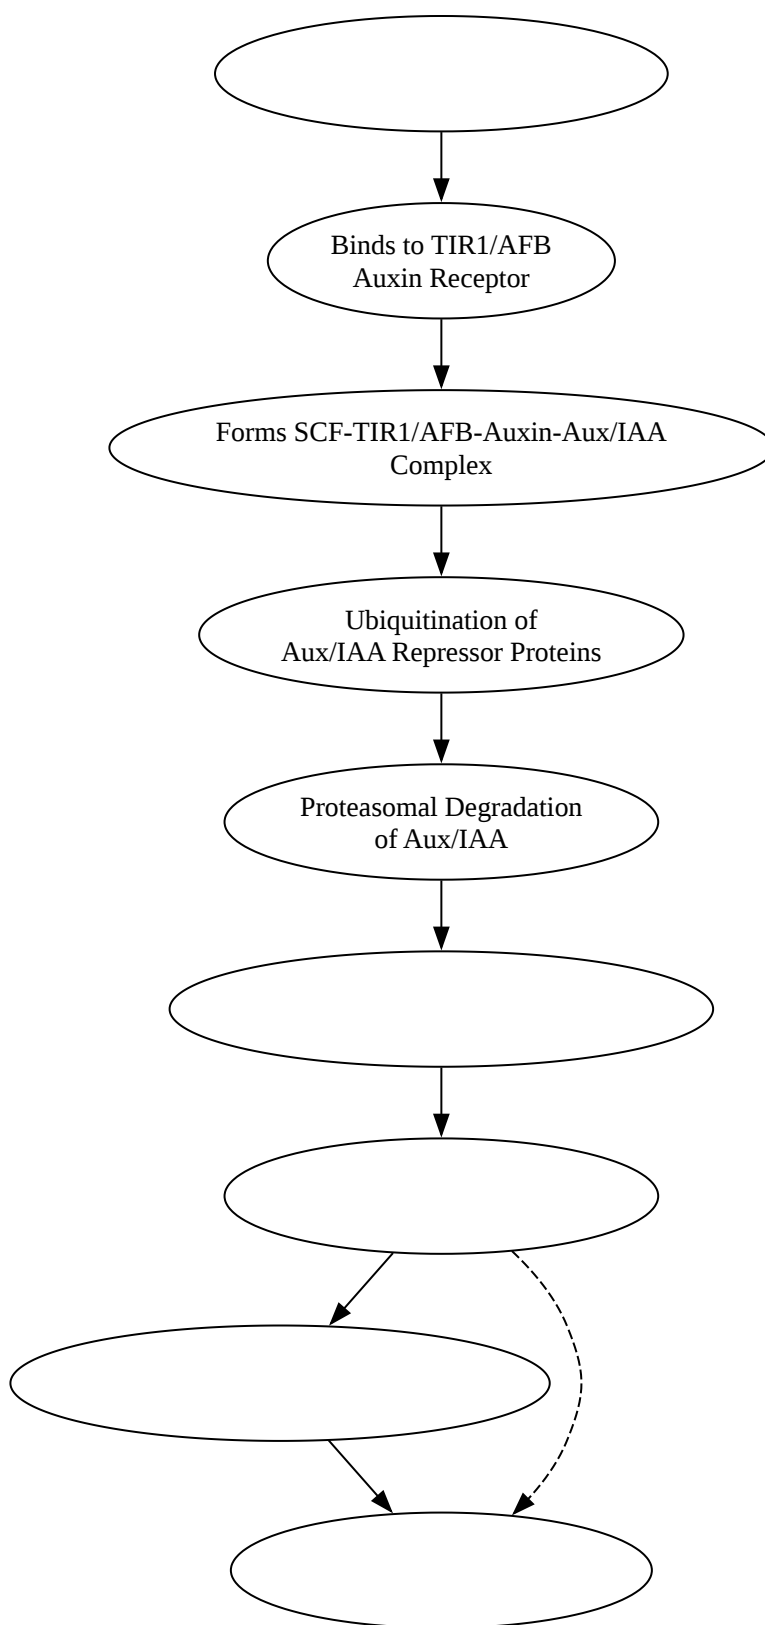 Binds to TIR1/AFB
Auxin Receptor
Forms SCF-TIR1/AFB-Auxin-Aux/IAA
Complex
Ubiquitination of
Aux/IAA Repressor Proteins
Proteasomal Degradation
of Aux/IAA